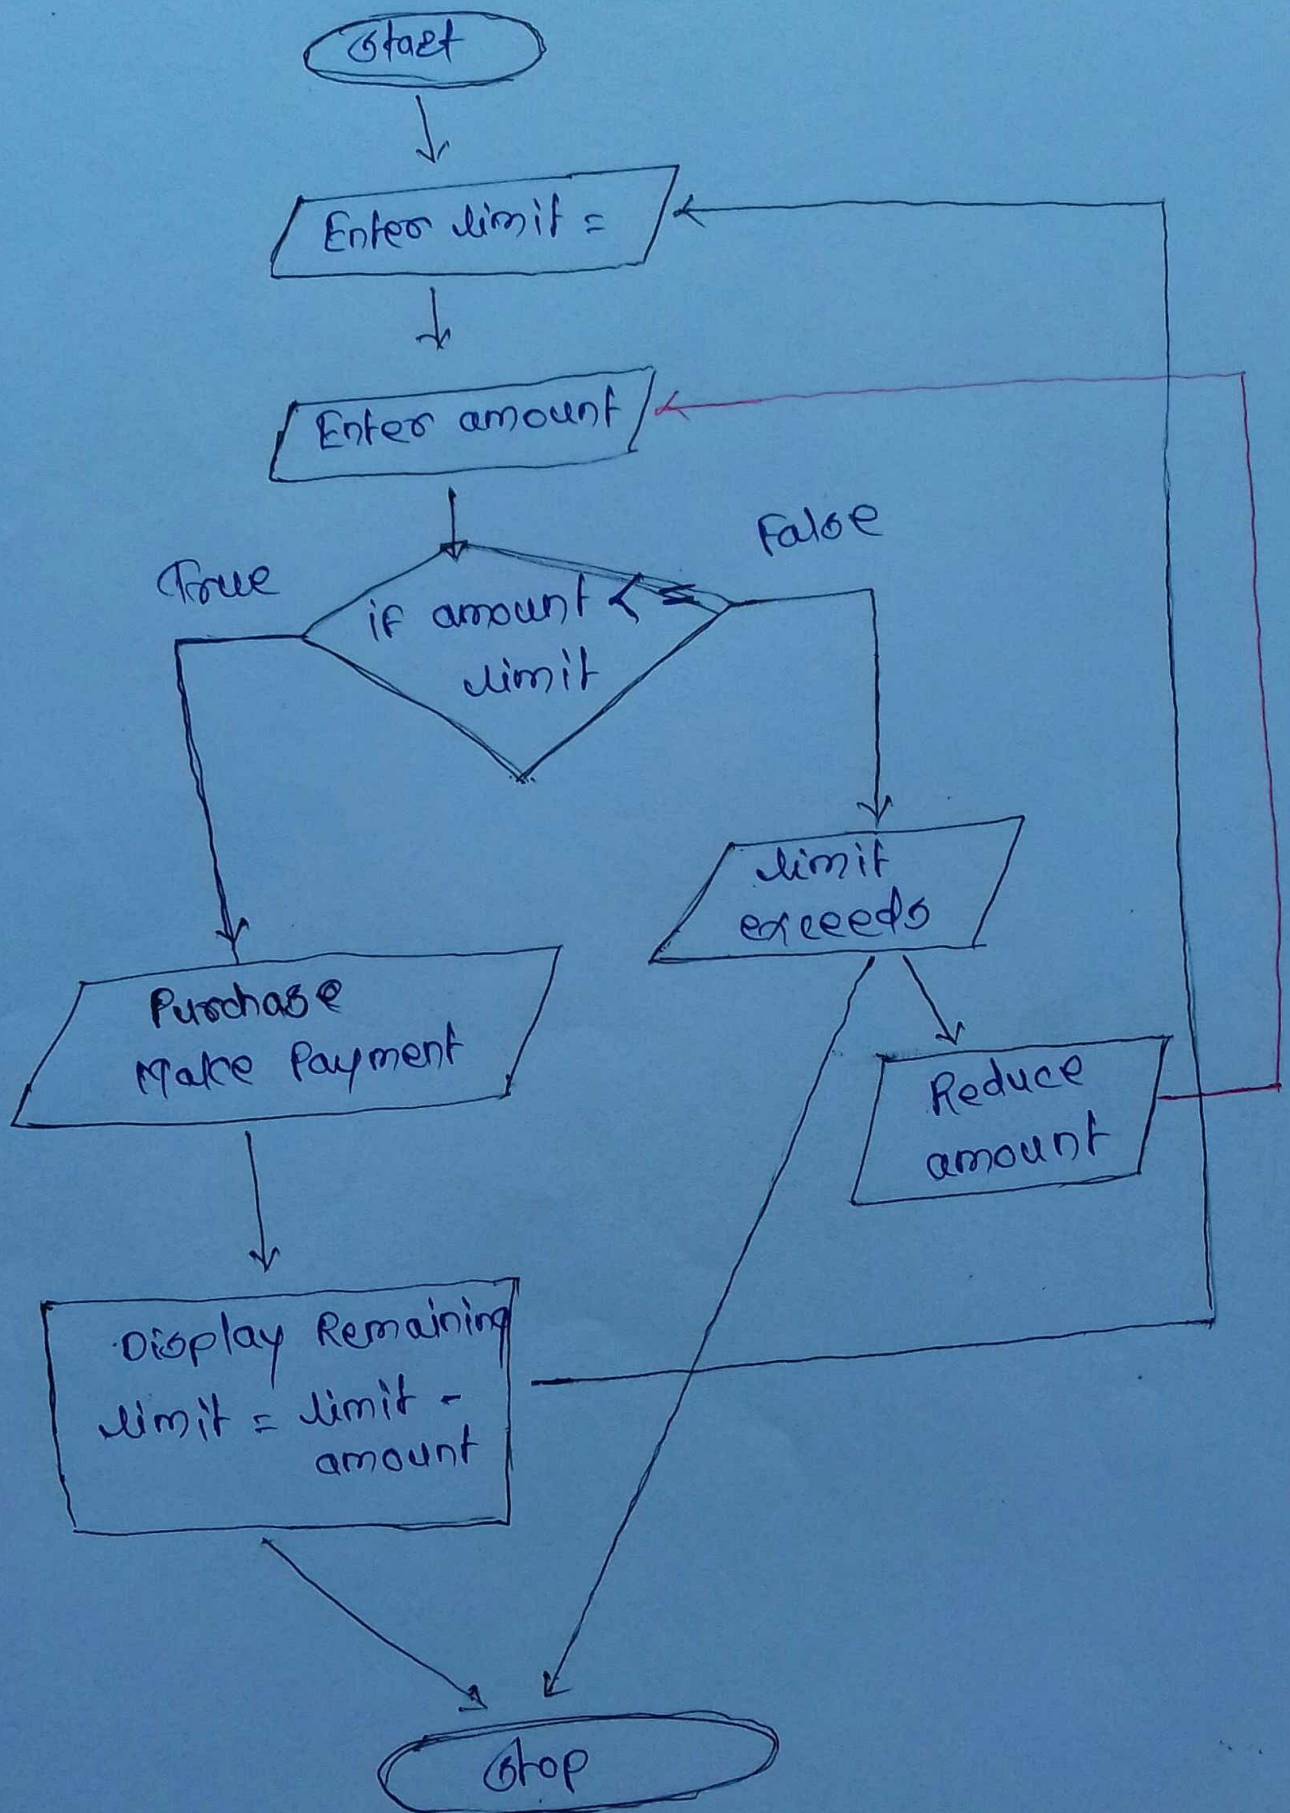 Start
Enter limit =
Enter amount
True
False
if amount <=
limit
limit
exceeds
Purchase
Make Payment
Reduce
amount
Display Remaining
limit = limit -
amount
Stop